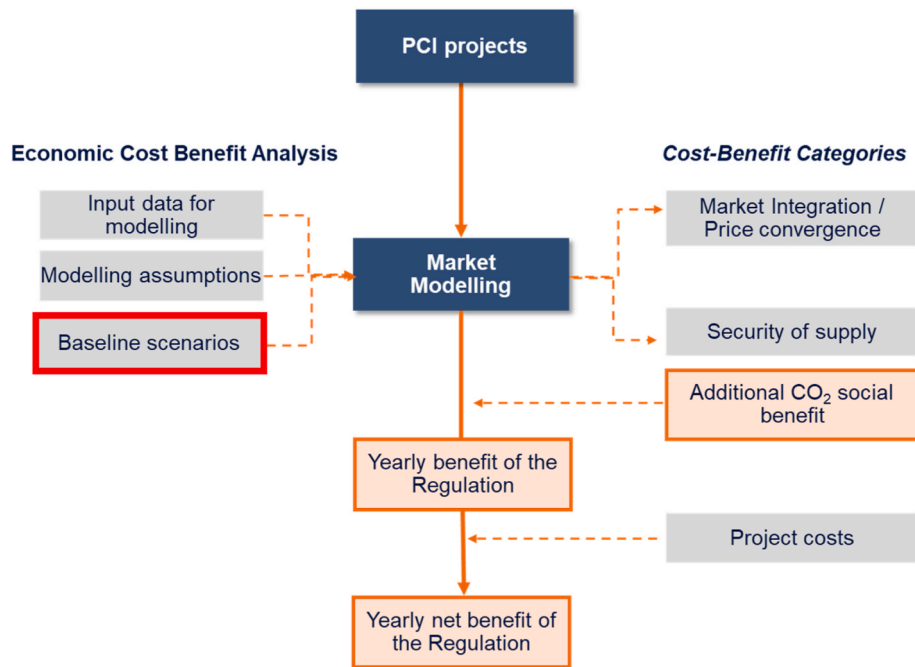 PCI projects
Economic Cost Benefit Analysis
Cost-Benefit Categories
Input data for
modelling
Modelling assumptions
Baseline scenarios
Market
Modelling
Market Integration /
Price convergence
Security of supply
Additional CO₂ social
benefit
Yearly benefit of the
Regulation
Project costs
Yearly net benefit of
the Regulation